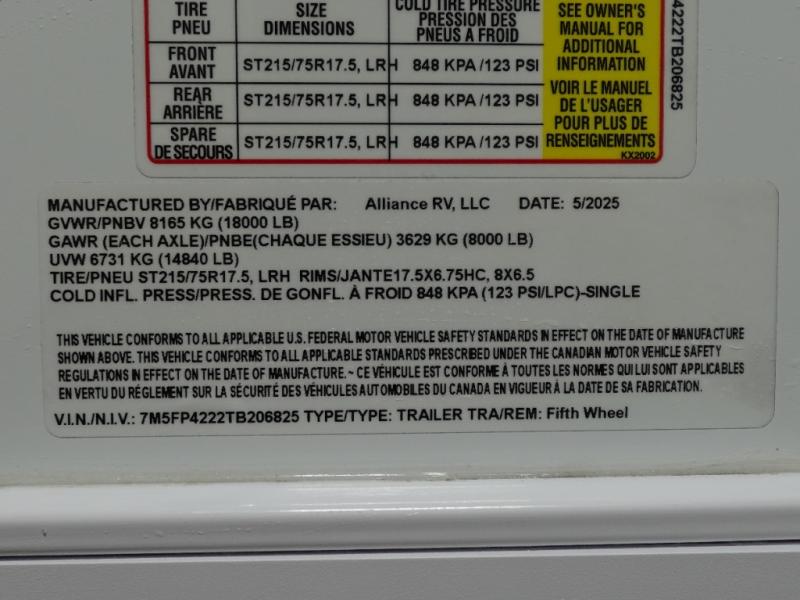 TIRE SIZE COLD TIRE PRESSURE SEE OWNER'S
PNEU DIMENSIONS PRESSION DES MANUAL FOR
PNEUS A FROID ADDITIONAL
INFORMATION
FRONT
AVANT ST215/75R17.5, LRH 848 KPA /123 PSI
REAR
ARRIÈRE ST215/75R17.5, LRH 848 KPA /123 PSI
SPARE
DE SECOURS ST215/75R17.5, LRH 848 KPA /123 PSI
VOIR LE MANUEL
DE L'USAGER
POUR PLUS DE
RENSEIGNEMENTS
KX2002
4222TB206825
MANUFACTURED BY/FABRIQUÉ PAR: Alliance RV, LLC DATE: 5/2025
GVWR/PNBV 8165 KG (18000 LB)
GAWR (EACH AXLE)/PNBE(CHAQUE ESSIEU) 3629 KG (8000 LB)
UVW 6731 KG (14840 LB)
TIRE/PNEU ST215/75R17.5, LRH RIMS/JANTE17.5X6.75HC, 8X6.5
COLD INFL. PRESS/PRESS. DE GONFL. À FROID 848 KPA (123 PSI/LPC)-SINGLE
THIS VEHICLE CONFORMS TO ALL APPLICABLE U.S. FEDERAL MOTOR VEHICLE SAFETY STANDARDS IN EFFECT ON THE DATE OF MANUFACTURE
SHOWN ABOVE. THIS VEHICLE CONFORMS TO ALL APPLICABLE STANDARDS PRESCRIBED UNDER THE CANADIAN MOTOR VEHICLE SAFETY
REGULATIONS IN EFFECT ON THE DATE OF MANUFACTURE. ~ CE VÉHICULE EST CONFORME À TOUTES LES NORMES QUI LUI SONT APPLICABLES
EN VERTU DU RÉGLEMENT SUR LA SÉCURITÉ DES VÉHICULES AUTOMOBILES DU CANADA EN VIGUEUR À LA DATE DE SA FABRICATION.
V.I.N./N.I.V.: 7M5FP4222TB206825 TYPE/TYPE: TRAILER TRA/REM: Fifth Wheel